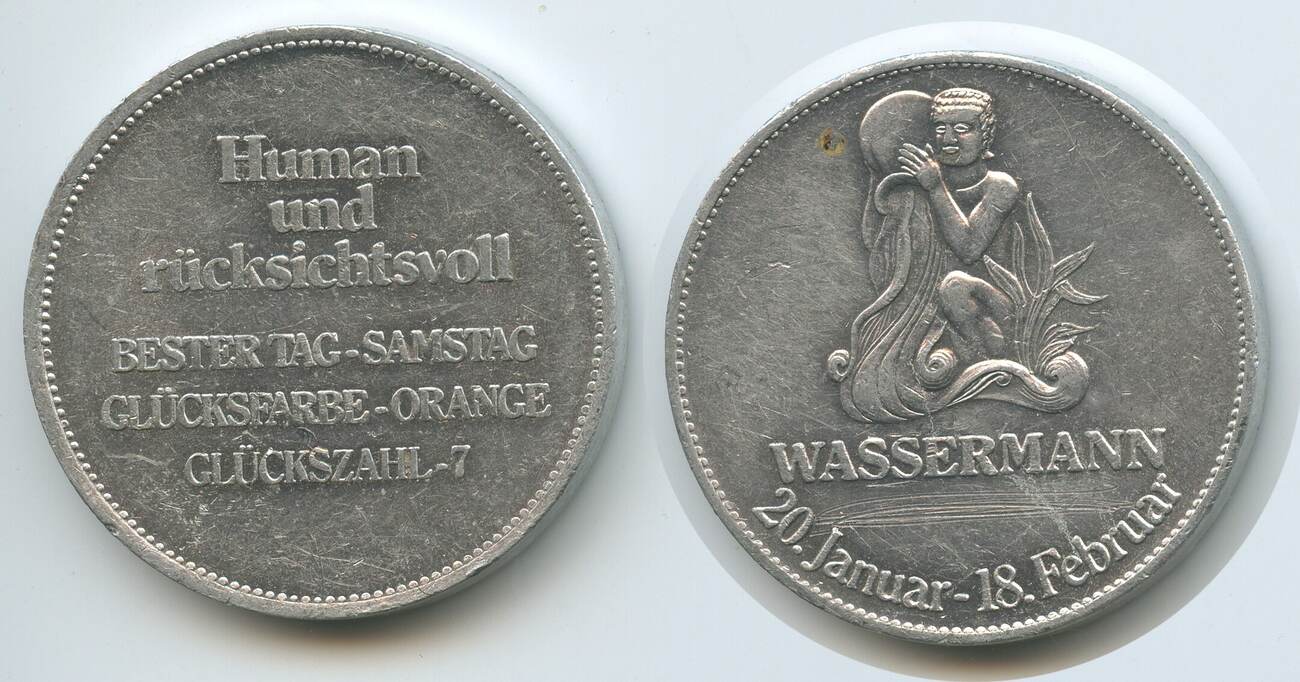 Human
und
rücksichtsvoll
BESTER TAG-SAMSTAG
GLÜCKSFARBE-ORANGE
GLÜCKSZAHL-7
WASSERMANN
20. Januar-18. Februar